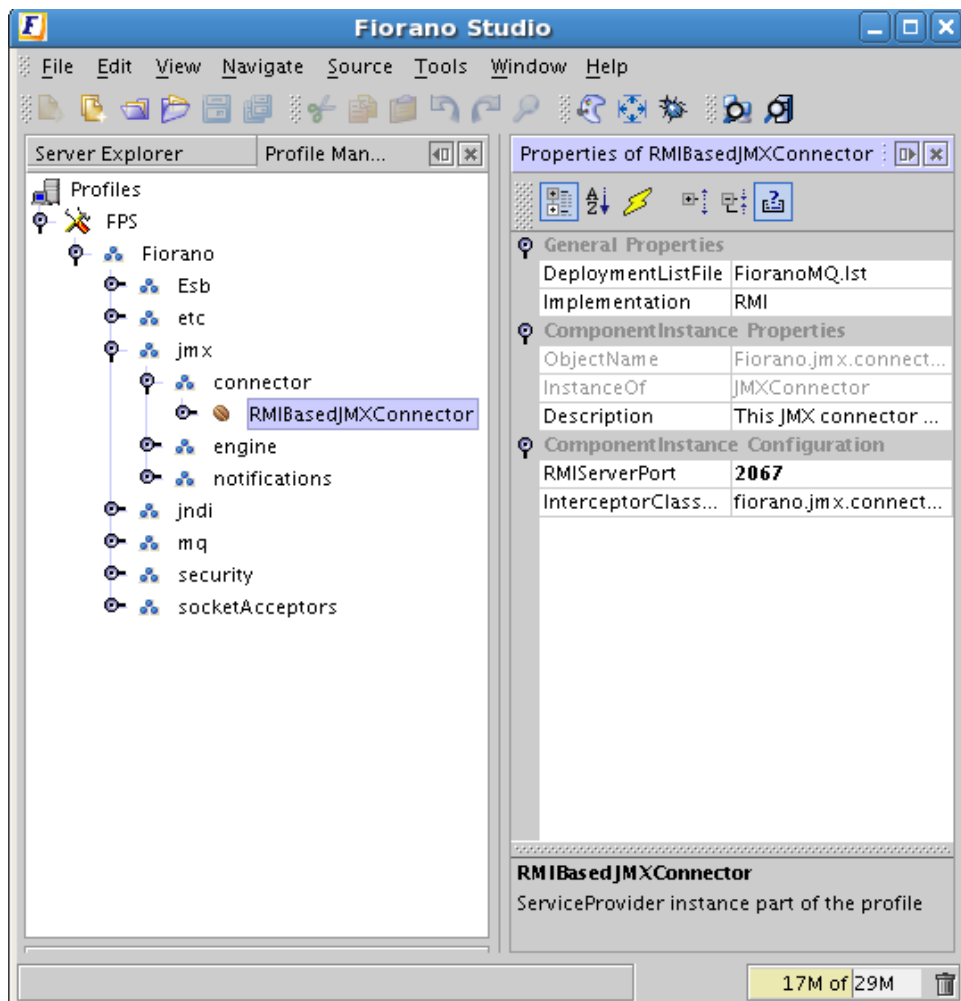 Fiorano Studio
File Edit View Navigate Source Tools Window Help
Server Explorer Profile Man...
Profiles
FPS
Fiorano
Esb
etc
jmx
connector
RMIBasedJMXConnector
engine
notifications
jndi
mq
security
socketAcceptors
Properties of RMIBasedJMXConnector
General Properties
DeploymentListFile FioranoMQ.lst
Implementation RMI
ComponentInstance Properties
ObjectName Fiorano.jmx.connect...
InstanceOf JMXConnector
Description This JMX connector ...
ComponentInstance Configuration
RMIServerPort 2067
InterceptorClass... fiorano.jmx.connect...
RMIBasedJMXConnector
ServiceProvider instance part of the profile
17M of 29M